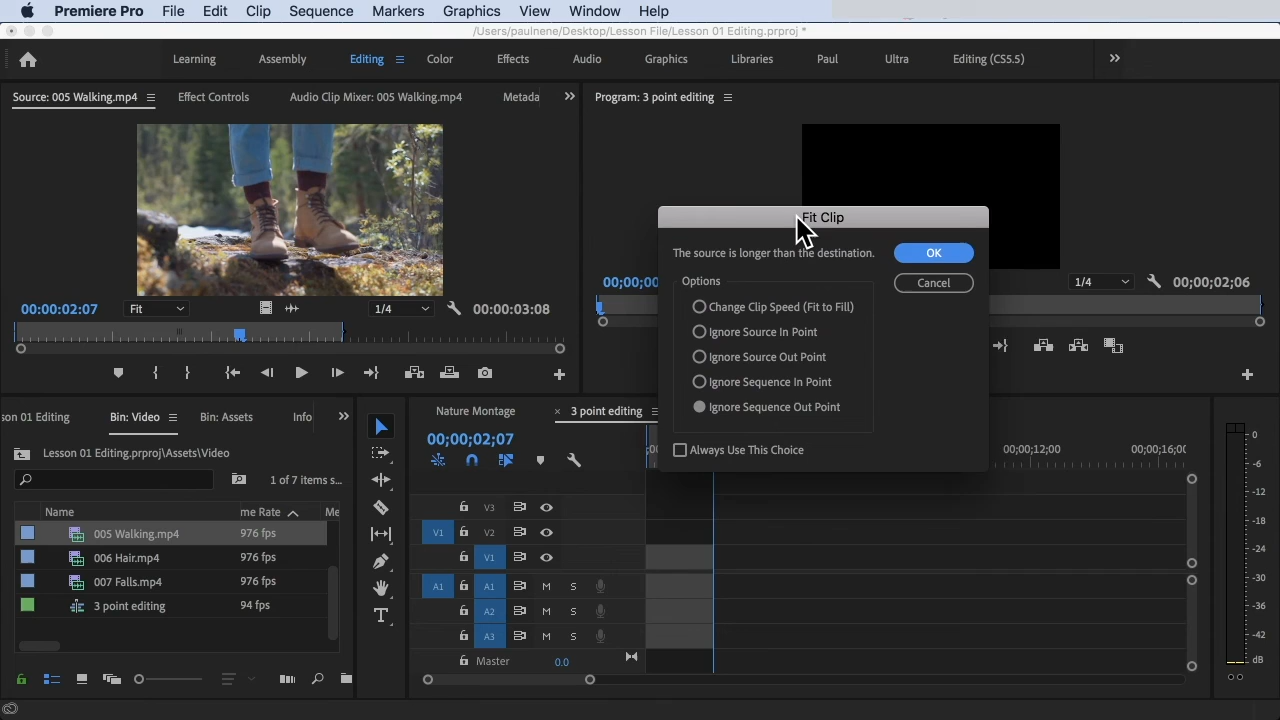 Premiere Pro File Edit Clip Sequence Markers Graphics View Window Help
/Users/paulnene/Desktop/Lesson File/Lesson 01 Editing.prproj *
Learning Assembly Editing Color Effects Audio Graphics Libraries Paul Ultra Editing (CS5.5)
Source: 005 Walking.mp4 Effect Controls Audio Clip Mixer: 005 Walking.mp4 Metada
Program: 3 point editing
Fit Clip
The source is longer than the destination. OK
Options Cancel
Change Clip Speed (Fit to Fill)
Ignore Source In Point
Ignore Source Out Point
Ignore Sequence In Point
Ignore Sequence Out Point
Always Use This Choice
00:00:02:07 Fit 1/4 00:00:03:08
00;00;00 1/4 00;00;02;06
son 01 Editing Bin: Video Bin: Assets Info
Lesson 01 Editing.prproj\Assets\Video
1 of 7 items s...
Name me Rate Me
005 Walking.mp4 976 fps
006 Hair.mp4 976 fps
007 Falls.mp4 976 fps
3 point editing 94 fps
Nature Montage × 3 point editing
00;00;02;07
;00 00;00;12;00 00;00;16;00
V3
V1 V2
V1
A1 A1 M S
A2 M S
A3 M S
Master 0.0
0
-6
-12
-18
-24
-30
-36
-42
dB